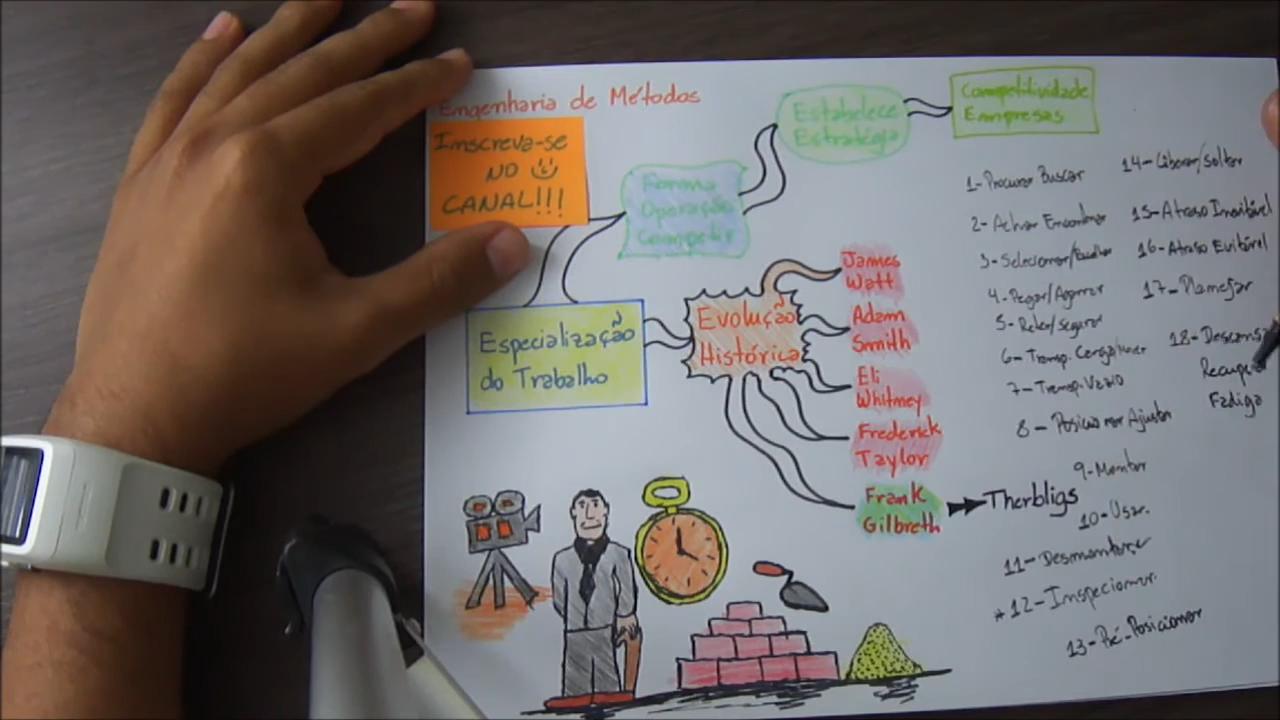 Engenharia de Métodos
Inscreva-se
NO
CANAL!!!
Forma
Operação
Competir
Estabelece
Estratégia
Competitividade
Empresas
Especialização
do Trabalho
Evolução
Histórica
James
Watt
Adam
Smith
Eli
Whitney
Frederick
Taylor
Frank
Gilbreth
Therbligs
1-Procurar Buscar
2-Achar Encontrar
3-Selecionar/Escolher
4-Pegar/Agarrar
5-Reter/segurar
6-Transp.
7-Transp. Vazio
8-Posicionar Ajustar
9-Montar
10-Usar.
11-Desmontar
*12-Inspecionar.
13-Pré-Posicionar
14-Liberar/soltar
15-Atraso Inevitável
16-Atraso Evitável
17-Planejar
18-Descanso
Recupe
Fadiga